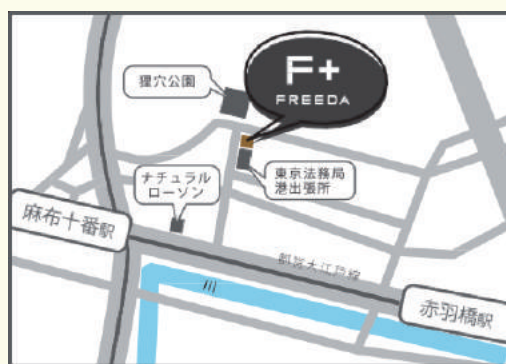 F+
FREEDA
狸穴公園
ナチュラル
ローソン
東京法務局
港出張所
麻布十番駅
都営大江戸線
赤羽橋駅